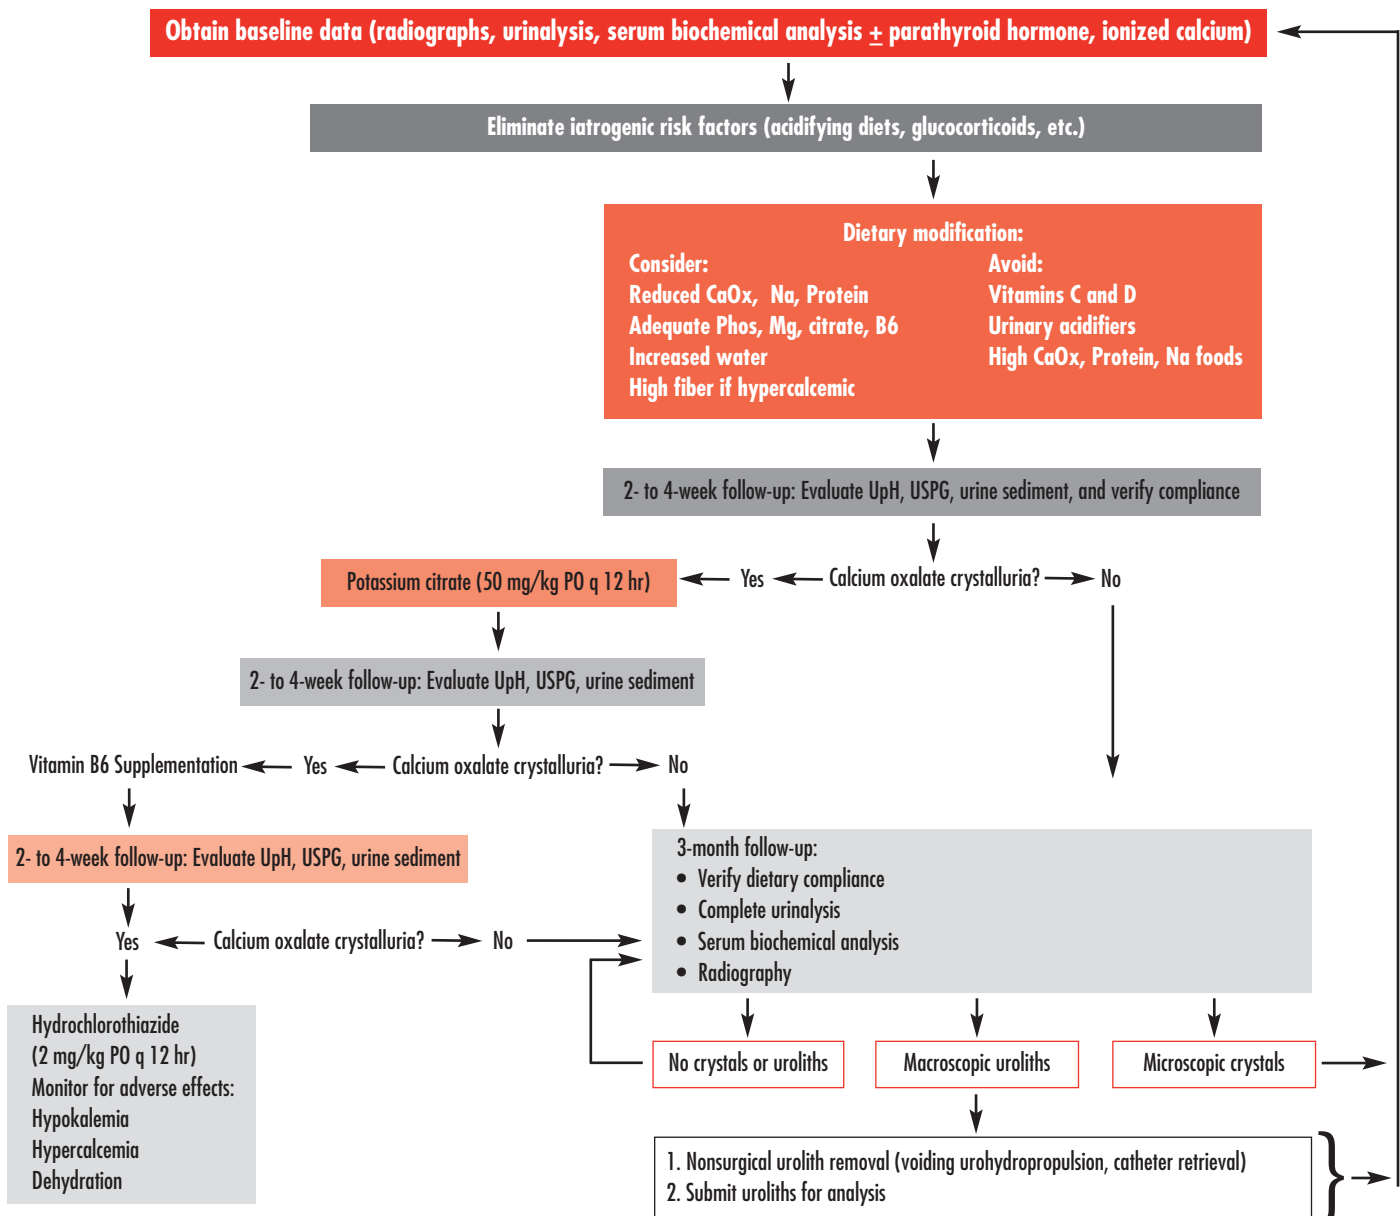 Obtain baseline data (radiographs, urinalysis, serum biochemical analysis ± parathyroid hormone, ionized calcium)
Eliminate iatrogenic risk factors (acidifying diets, glucocorticoids, etc.)
Dietary modification:
Consider:
Reduced CaOx, Na, Protein
Adequate Phos, Mg, citrate, B6
Increased water
High fiber if hypercalcemic
Avoid:
Vitamins C and D
Urinary acidifiers
High CaOx, Protein, Na foods
2- to 4-week follow-up: Evaluate UpH, USPG, urine sediment, and verify compliance
Potassium citrate (50 mg/kg PO q 12 hr)
Yes
Calcium oxalate crystalluria?
No
2- to 4-week follow-up: Evaluate UpH, USPG, urine sediment
Vitamin B6 Supplementation
Yes
Calcium oxalate crystalluria?
No
2- to 4-week follow-up: Evaluate UpH, USPG, urine sediment
Yes
Calcium oxalate crystalluria?
No
3-month follow-up:
• Verify dietary compliance
• Complete urinalysis
• Serum biochemical analysis
• Radiography
Hydrochlorothiazide
(2 mg/kg PO q 12 hr)
Monitor for adverse effects:
Hypokalemia
Hypercalcemia
Dehydration
No crystals or uroliths
Macroscopic uroliths
Microscopic crystals
1. Nonsurgical urolith removal (voiding urohydropropulsion, catheter retrieval)
2. Submit uroliths for analysis